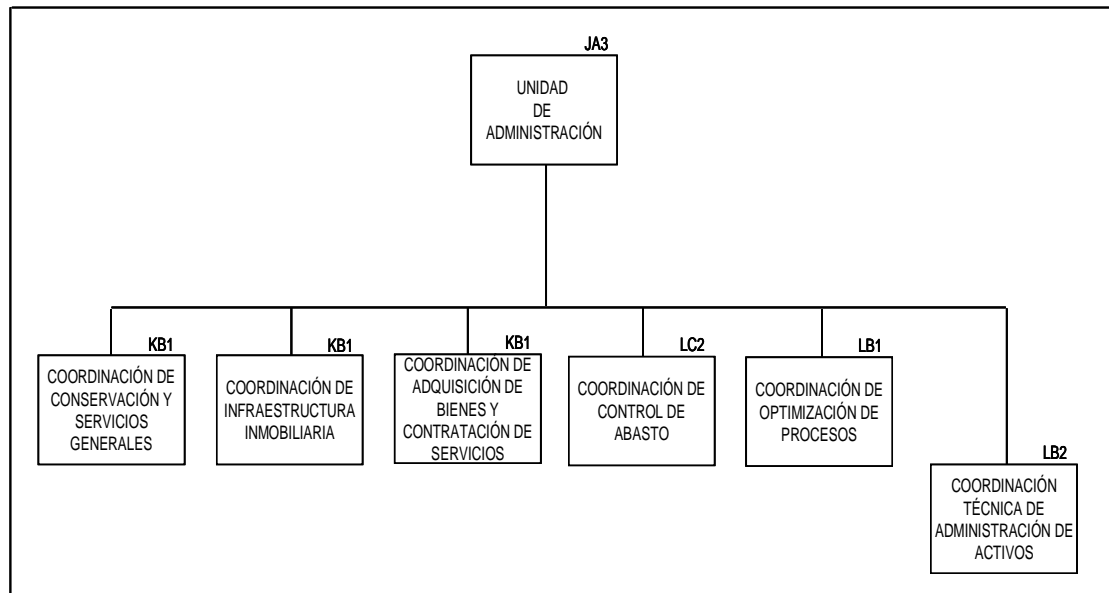 JA3
UNIDAD
DE
ADMINISTRACIÓN
KB1
COORDINACIÓN DE
CONSERVACIÓN Y
SERVICIOS
GENERALES
KB1
COORDINACIÓN DE
INFRAESTRUCTURA
INMOBILIARIA
KB1
COORDINACIÓN DE
ADQUISICIÓN DE
BIENES Y
CONTRATACIÓN DE
SERVICIOS
LC2
COORDINACIÓN DE
CONTROL DE
ABASTO
LB1
COORDINACIÓN DE
OPTIMIZACIÓN DE
PROCESOS
LB2
COORDINACIÓN
TÉCNICA DE
ADMINISTRACIÓN DE
ACTIVOS